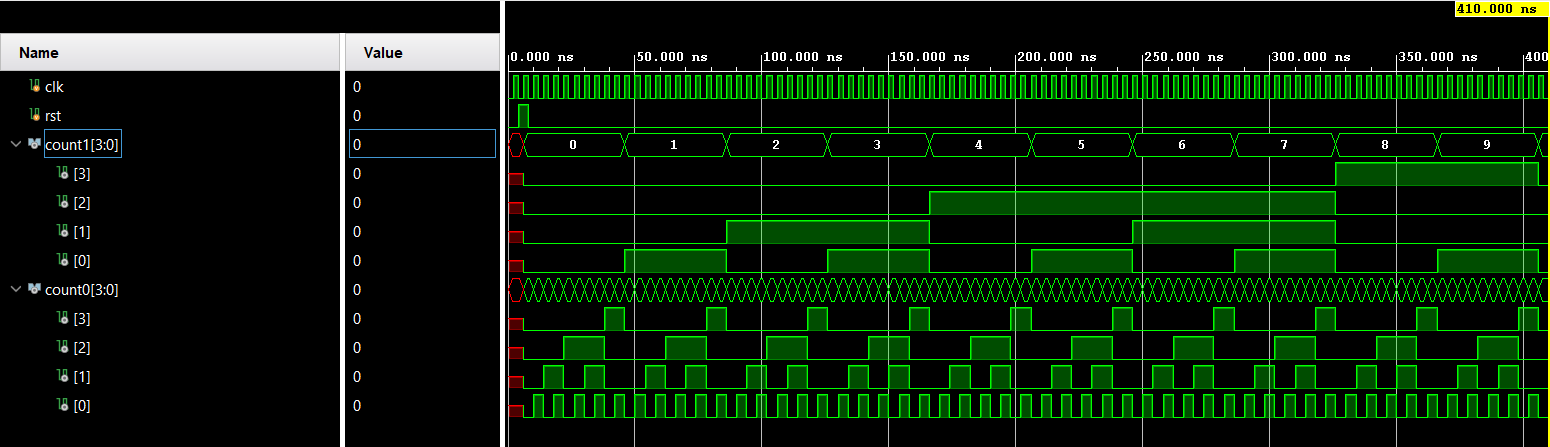 410.000 ns
Name Value
0.000 ns 50.000 ns 100.000 ns 150.000 ns 200.000 ns 250.000 ns 300.000 ns 350.000 ns 400
clk 0
rst 0
count1[3:0] 0 0 1 2 3 4 5 6 7 8 9
[3] 0
[2] 0
[1] 0
[0] 0
count0[3:0] 0
[3] 0
[2] 0
[1] 0
[0] 0